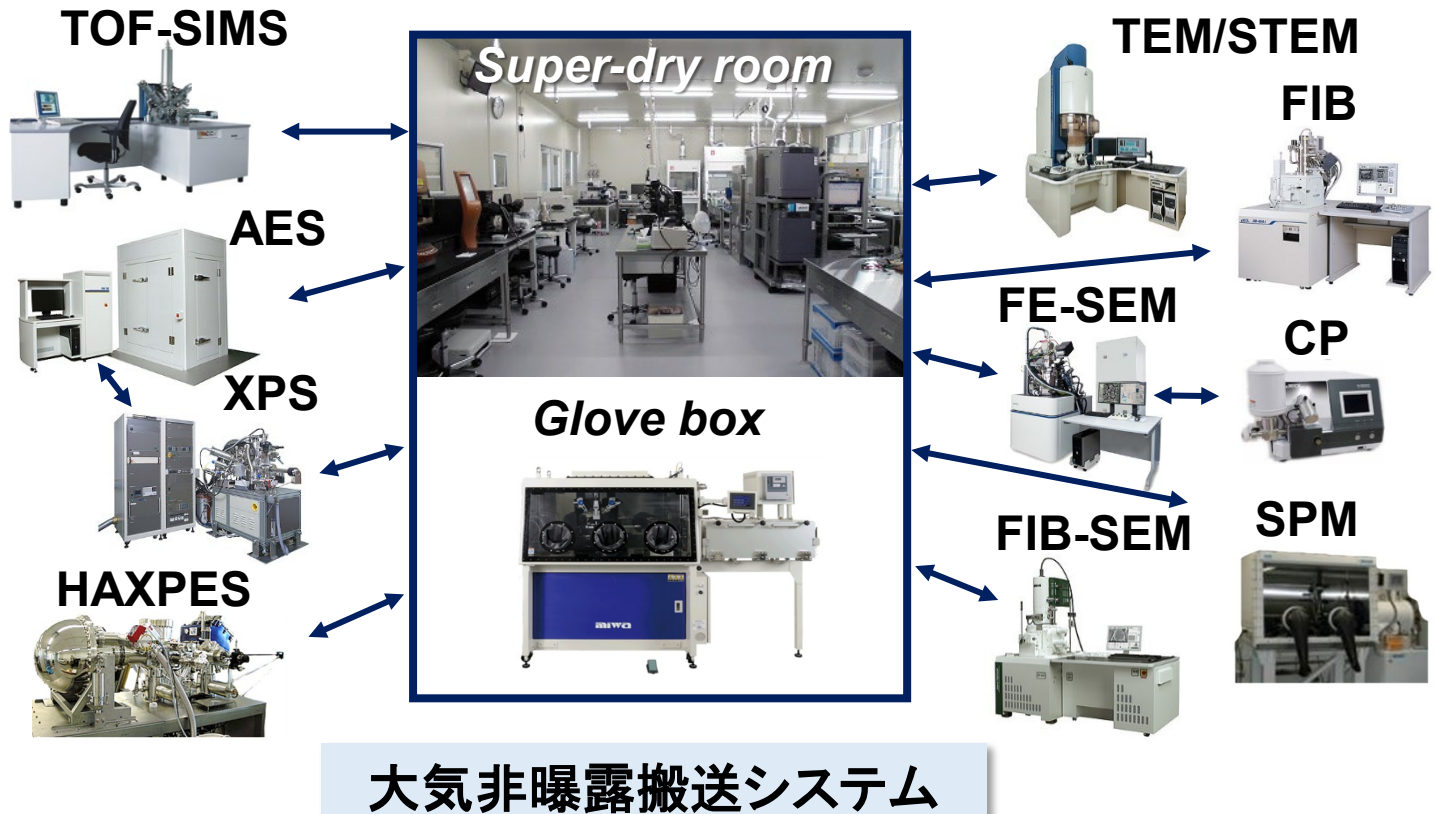 TOF-SIMS
AES
XPS
HAXPES
Super-dry room
Glove box
miwa
TEM/STEM
FIB
FE-SEM
CP
FIB-SEM
SPM
大気非曝露搬送システム